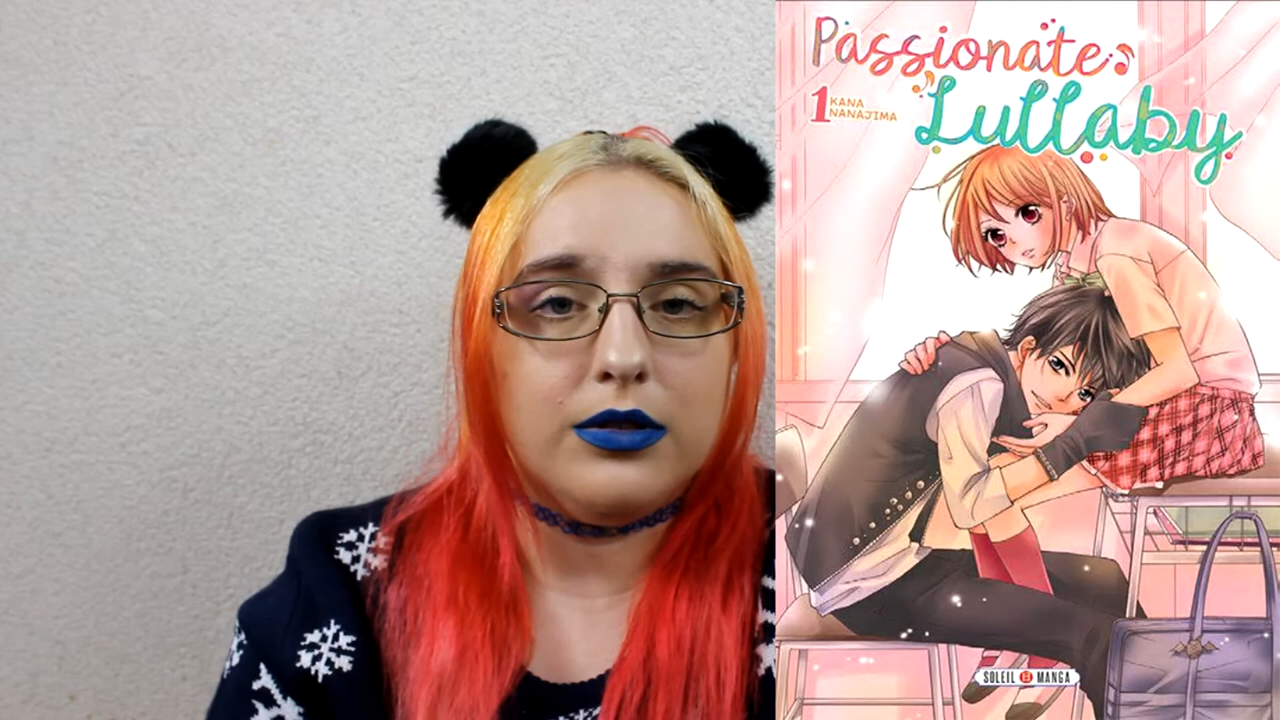 Passionate
Lullaby
1 KANA
NANAJIMA
SOLEIL MANGA